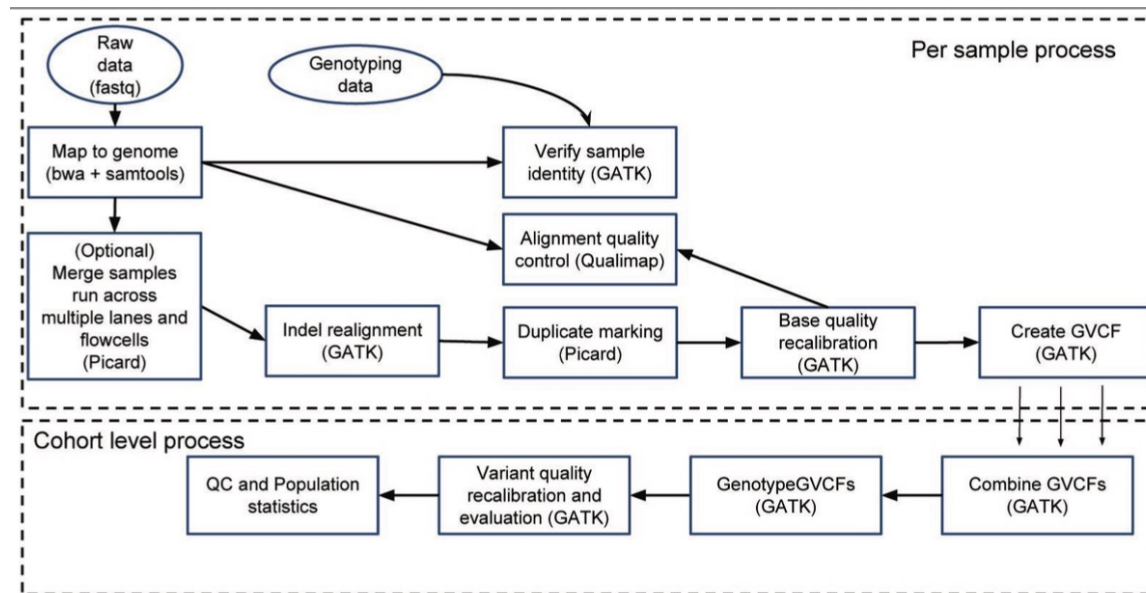 Per sample process
Raw
data
(fastq)
Genotyping
data
Map to genome
(bwa + samtools)
Verify sample
identity (GATK)
Alignment quality
control (Qualimap)
(Optional)
Merge samples
run across
multiple lanes and
flowcells
(Picard)
Indel realignment
(GATK)
Duplicate marking
(Picard)
Base quality
recalibration
(GATK)
Create GVCF
(GATK)
Cohort level process
QC and Population
statistics
Variant quality
recalibration and
evaluation (GATK)
GenotypeGVCFs
(GATK)
Combine GVCFs
(GATK)